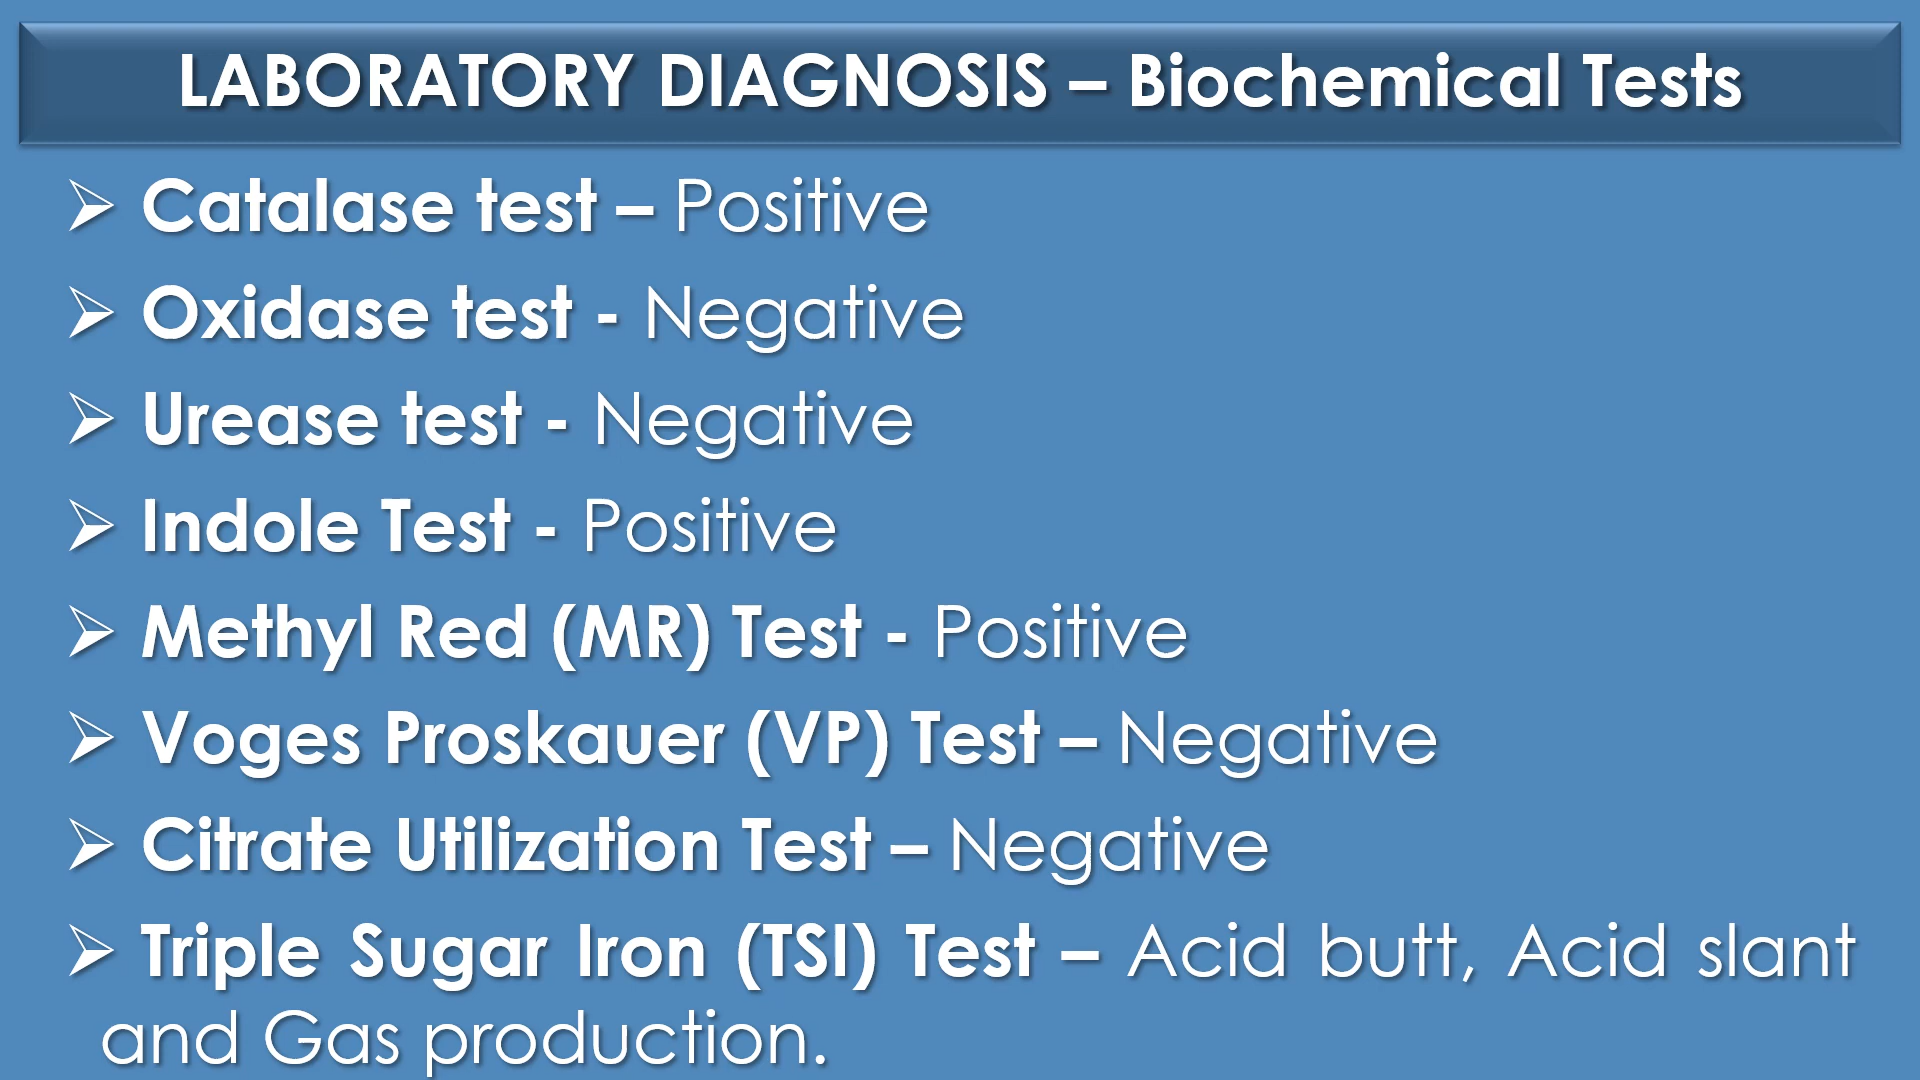 LABORATORY DIAGNOSIS – Biochemical Tests
➢ Catalase test – Positive
➢ Oxidase test - Negative
➢ Urease test - Negative
➢ Indole Test - Positive
➢ Methyl Red (MR) Test - Positive
➢ Voges Proskauer (VP) Test – Negative
➢ Citrate Utilization Test – Negative
➢ Triple Sugar Iron (TSI) Test – Acid butt, Acid slant
and Gas production.